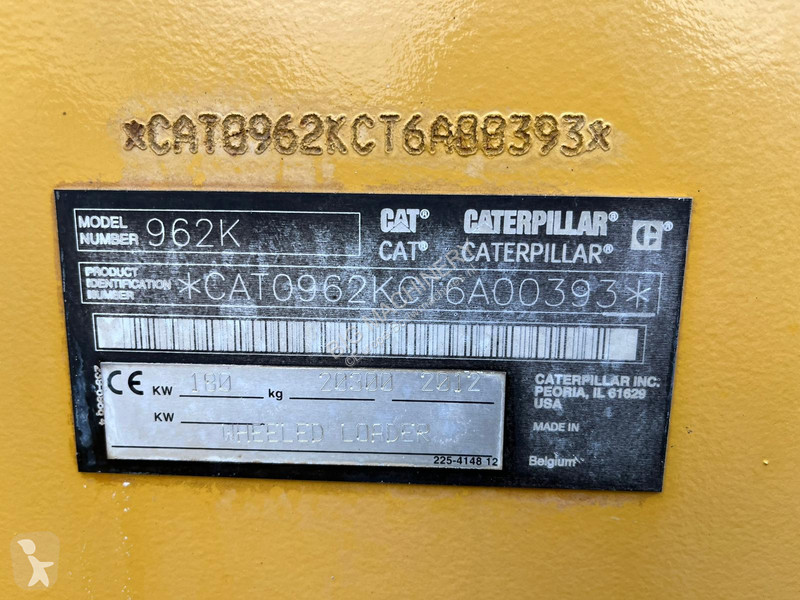 *CAT0962KCT6A00393*
MODEL NUMBER 962K
CAT® CATERPILLAR®
CAT® CATERPILLAR®
PRODUCT IDENTIFICATION NUMBER *CAT0962KCT6A00393*
CE KW 180 kg 20300 2012
KW
WHEELED LOADER
225-4148 12
CATERPILLAR INC.
PEORIA, IL 61629
USA
MADE IN
Belgium